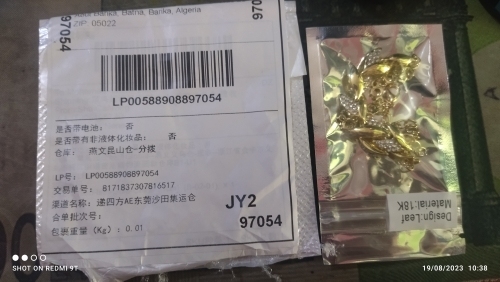 Batna, Barika, Algeria
ZIP: 05022
97054
LP00588908897054
是否带电池: 否
是否带有非液体化妆品: 否
仓库: 燕文昆山仓-分拨
LP号: LP00588908897054
交易单号: 8171837307816517
渠道名称: 递四方AE东莞沙田集运仓
合单批次号:
包裹重量(Kg): 0.01
JY2
97054
Design:Leaf
Material:18K
SHOT ON REDMI 9T
19/08/2023 10:38